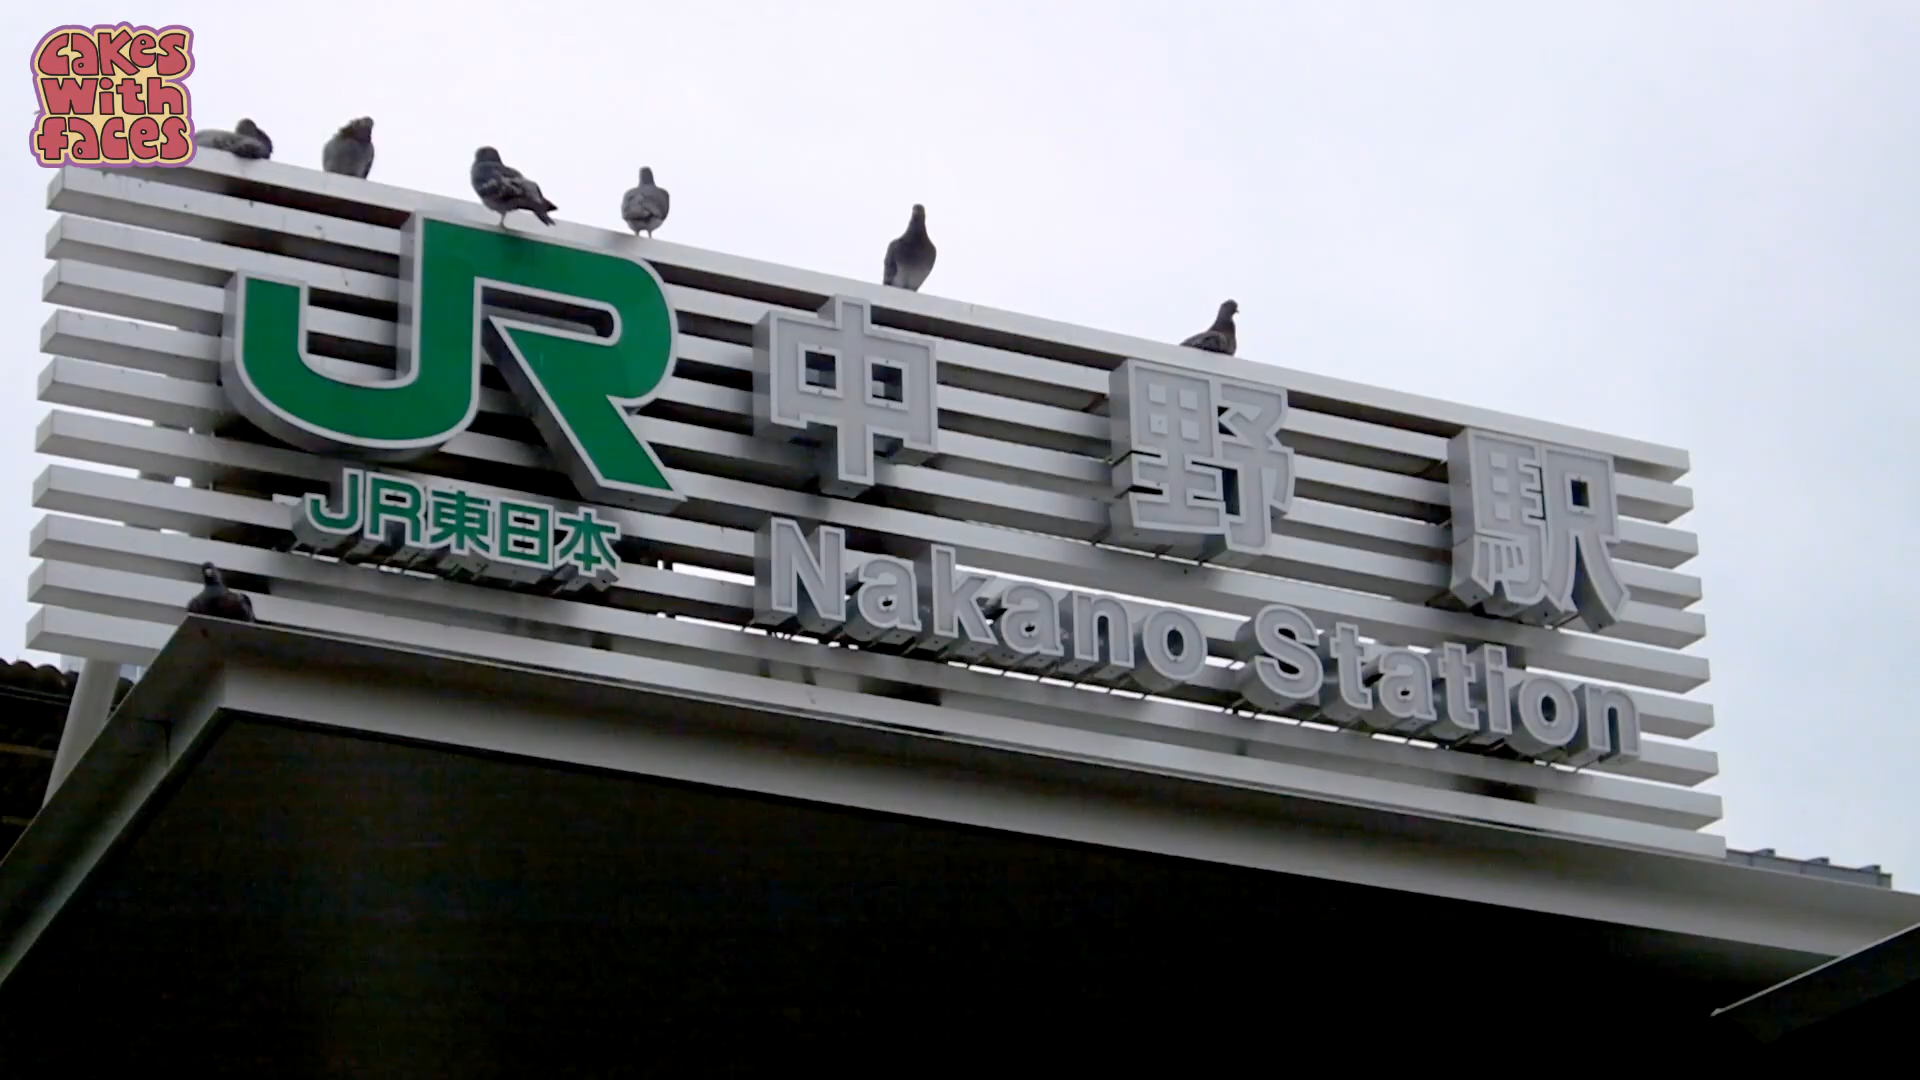 Cakes
With
faces
JR 中野駅
JR東日本
Nakano Station